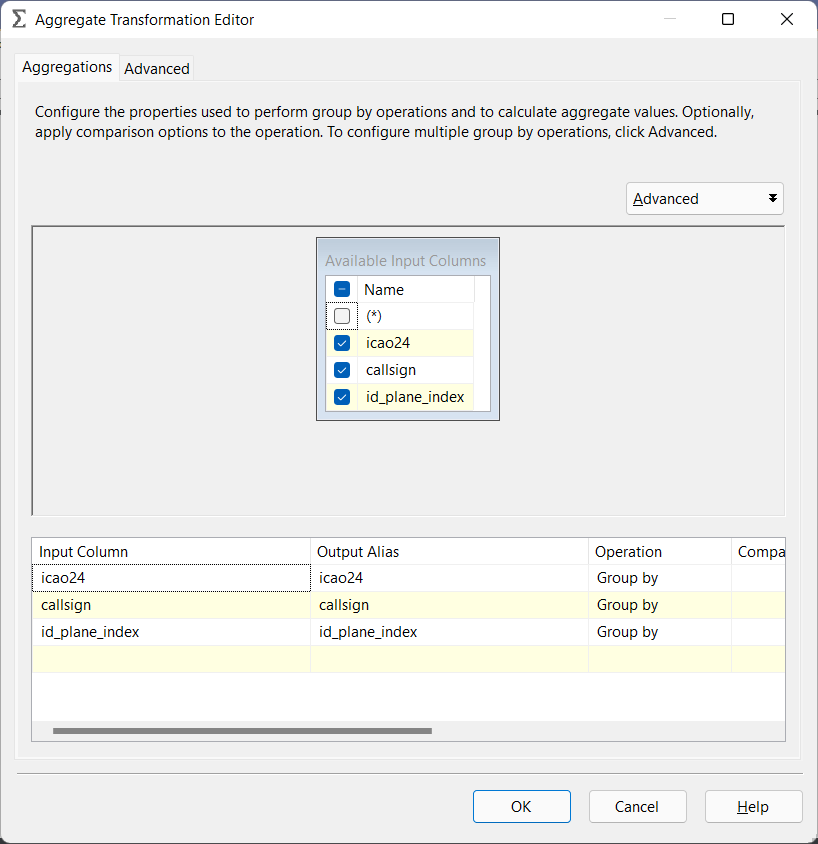 Aggregate Transformation Editor
Aggregations Advanced
Configure the properties used to perform group by operations and to calculate aggregate values. Optionally,
apply comparison options to the operation. To configure multiple group by operations, click Advanced.
Advanced
Available Input Columns
Name
(*)
icao24
callsign
id_plane_index
Input Column Output Alias Operation Compa
icao24 icao24 Group by
callsign callsign Group by
id_plane_index id_plane_index Group by
OK Cancel Help